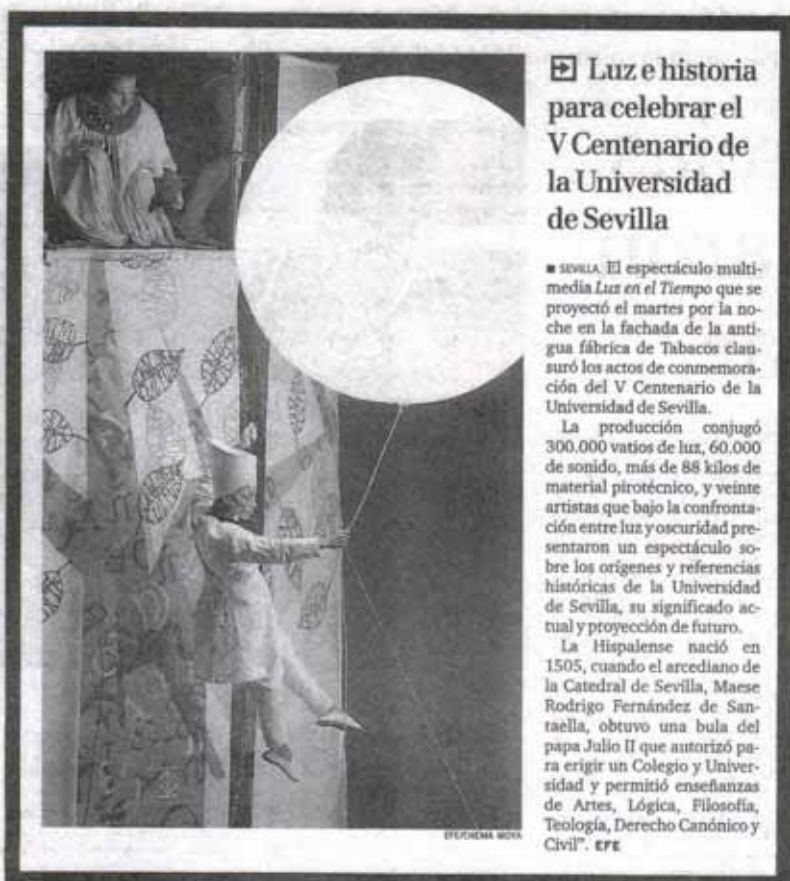 Luz e historia
para celebrar el
V Centenario de
la Universidad
de Sevilla
■ SEVILLA. El espectáculo multi-
media Luz en el Tiempo que se
proyectó el martes por la no-
che en la fachada de la anti-
gua fábrica de Tabacos clau-
suró los actos de conmemora-
ción del V Centenario de la
Universidad de Sevilla.
La producción conjugó
300.000 vatios de luz, 60.000
de sonido, más de 88 kilos de
material pirotécnico, y veinte
artistas que bajo la confronta-
ción entre luz y oscuridad pre-
sentaron un espectáculo so-
bre los orígenes y referencias
históricas de la Universidad
de Sevilla, su significado ac-
tual y proyección de futuro.
La Hispalense nació en
1505, cuando el arcediano de
la Catedral de Sevilla, Maese
Rodrigo Fernández de San-
taella, obtuvo una bula del
papa Julio II que autorizó pa-
ra erigir un Colegio y Univer-
sidad y permitió enseñanzas
de Artes, Lógica, Filosofía,
Teología, Derecho Canónico y
Civil". EFE
EFE/CHEMA MOYA